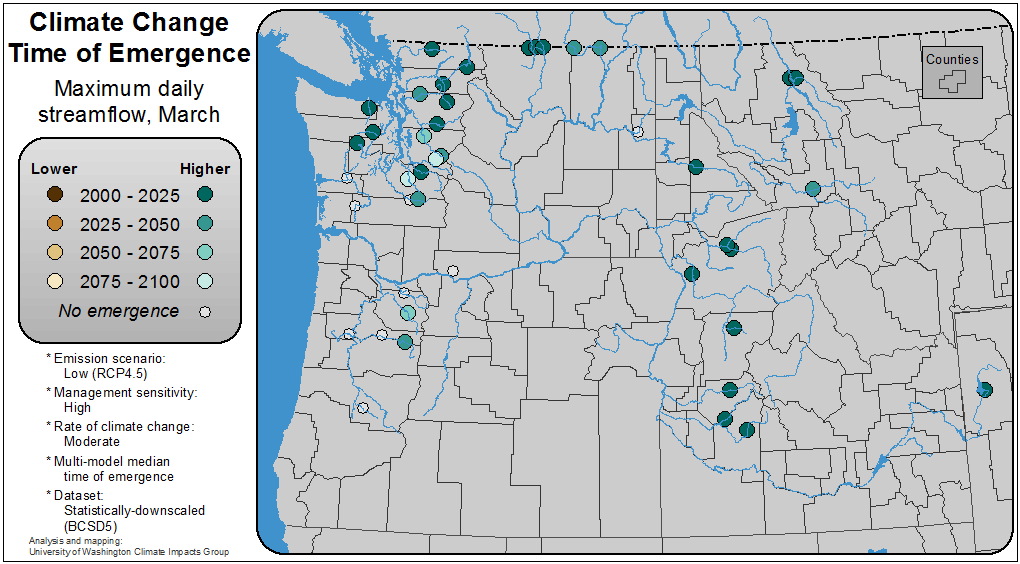 Climate Change
Time of Emergence
Maximum daily
streamflow, March
Lower Higher
2000 - 2025
2025 - 2050
2050 - 2075
2075 - 2100
No emergence
* Emission scenario:
Low (RCP4.5)
* Management sensitivity:
High
* Rate of climate change:
Moderate
* Multi-model median
time of emergence
* Dataset:
Statistically-downscaled
(BCSD5)
Analysis and mapping:
University of Washington Climate Impacts Group
Counties